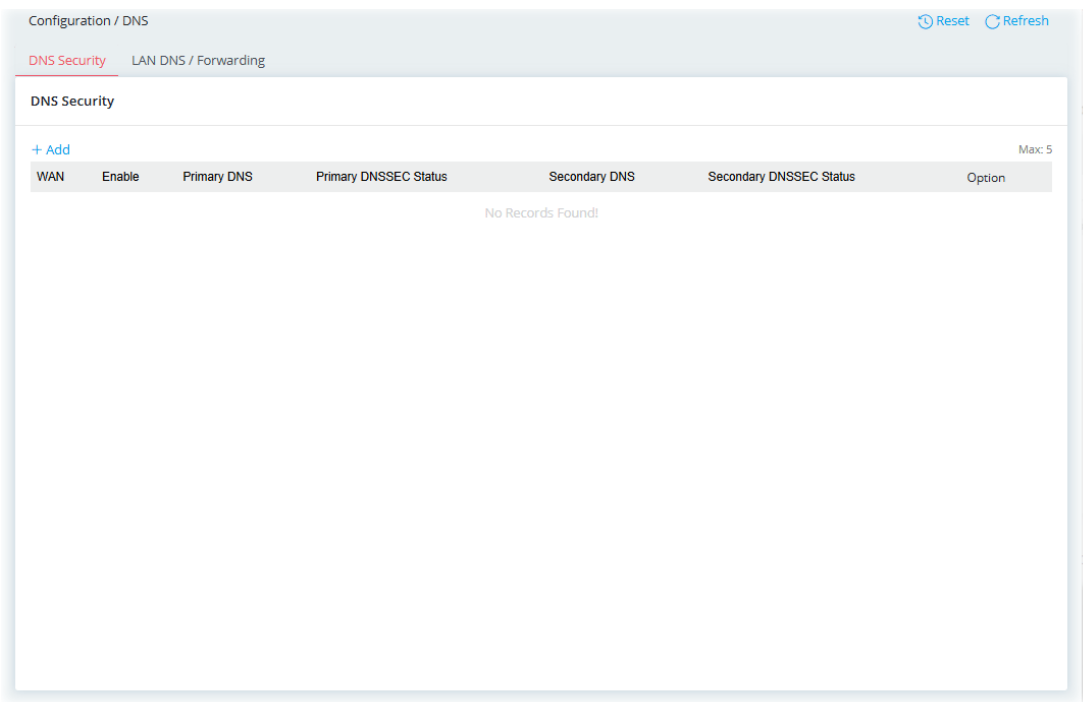 Configuration / DNS Reset Refresh
DNS Security LAN DNS / Forwarding
DNS Security
+ Add Max: 5
WAN Enable Primary DNS Primary DNSSEC Status Secondary DNS Secondary DNSSEC Status Option
No Records Found!